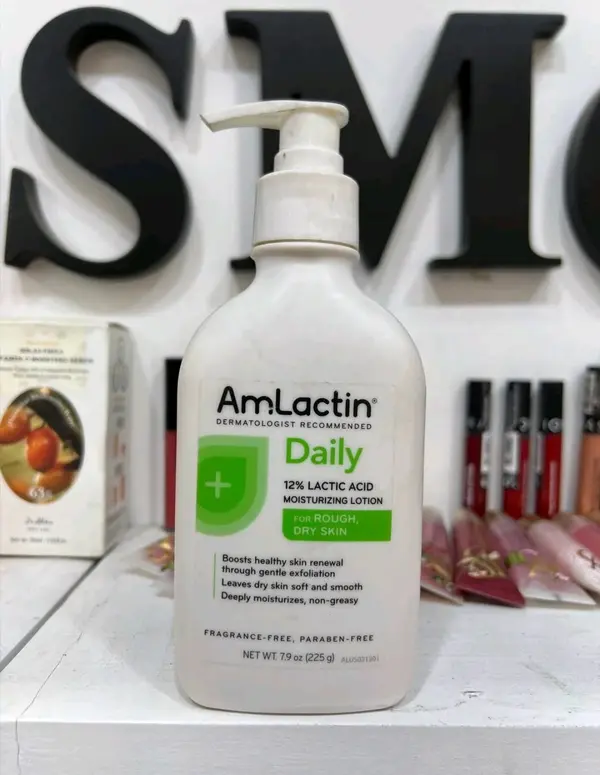 SM
AmLactin®
DERMATOLOGIST RECOMMENDED
Daily
12% LACTIC ACID
MOISTURIZING LOTION
FOR ROUGH,
DRY SKIN
Boosts healthy skin renewal
through gentle exfoliation
Leaves dry skin soft and smooth
Deeply moisturizes, non-greasy
FRAGRANCE-FREE, PARABEN-FREE
NET WT. 7.9 oz (225 g)